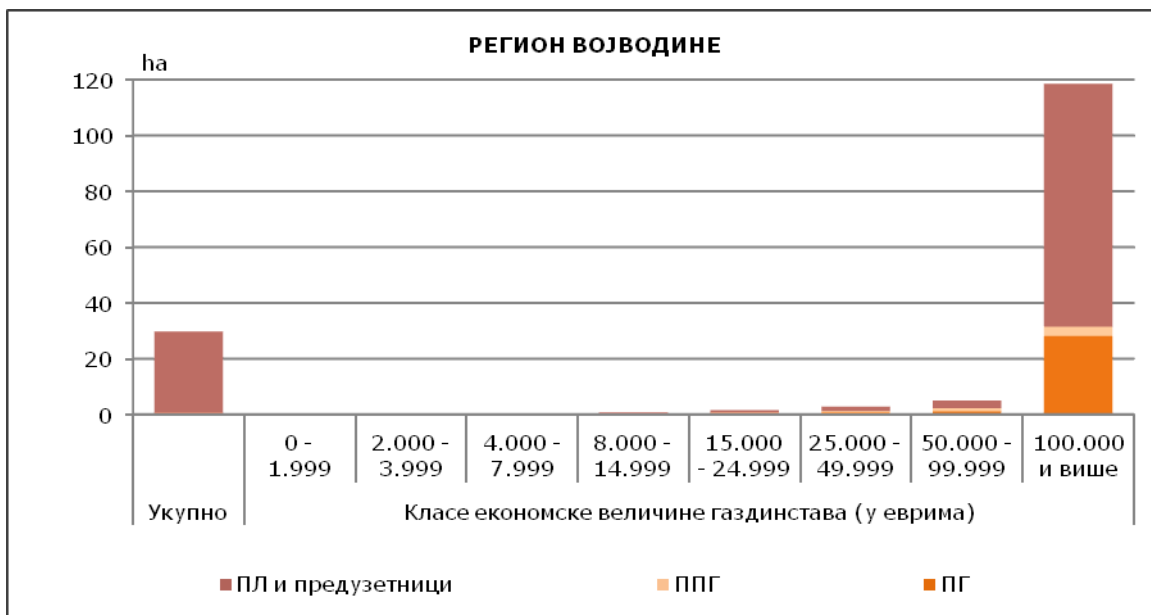 РЕГИОН ВОЈВОДИНЕ
ha
120
100
80
60
40
20
0
0 -
1.999
2.000 -
3.999
4.000 -
7.999
8.000 -
14.999
15.000
- 24.999
25.000 -
49.999
50.000 -
99.999
100.000
и више
Укупно
Класе економске величине газдинстава (у еврима)
ПЛ и предузетници
ППГ
ПГ